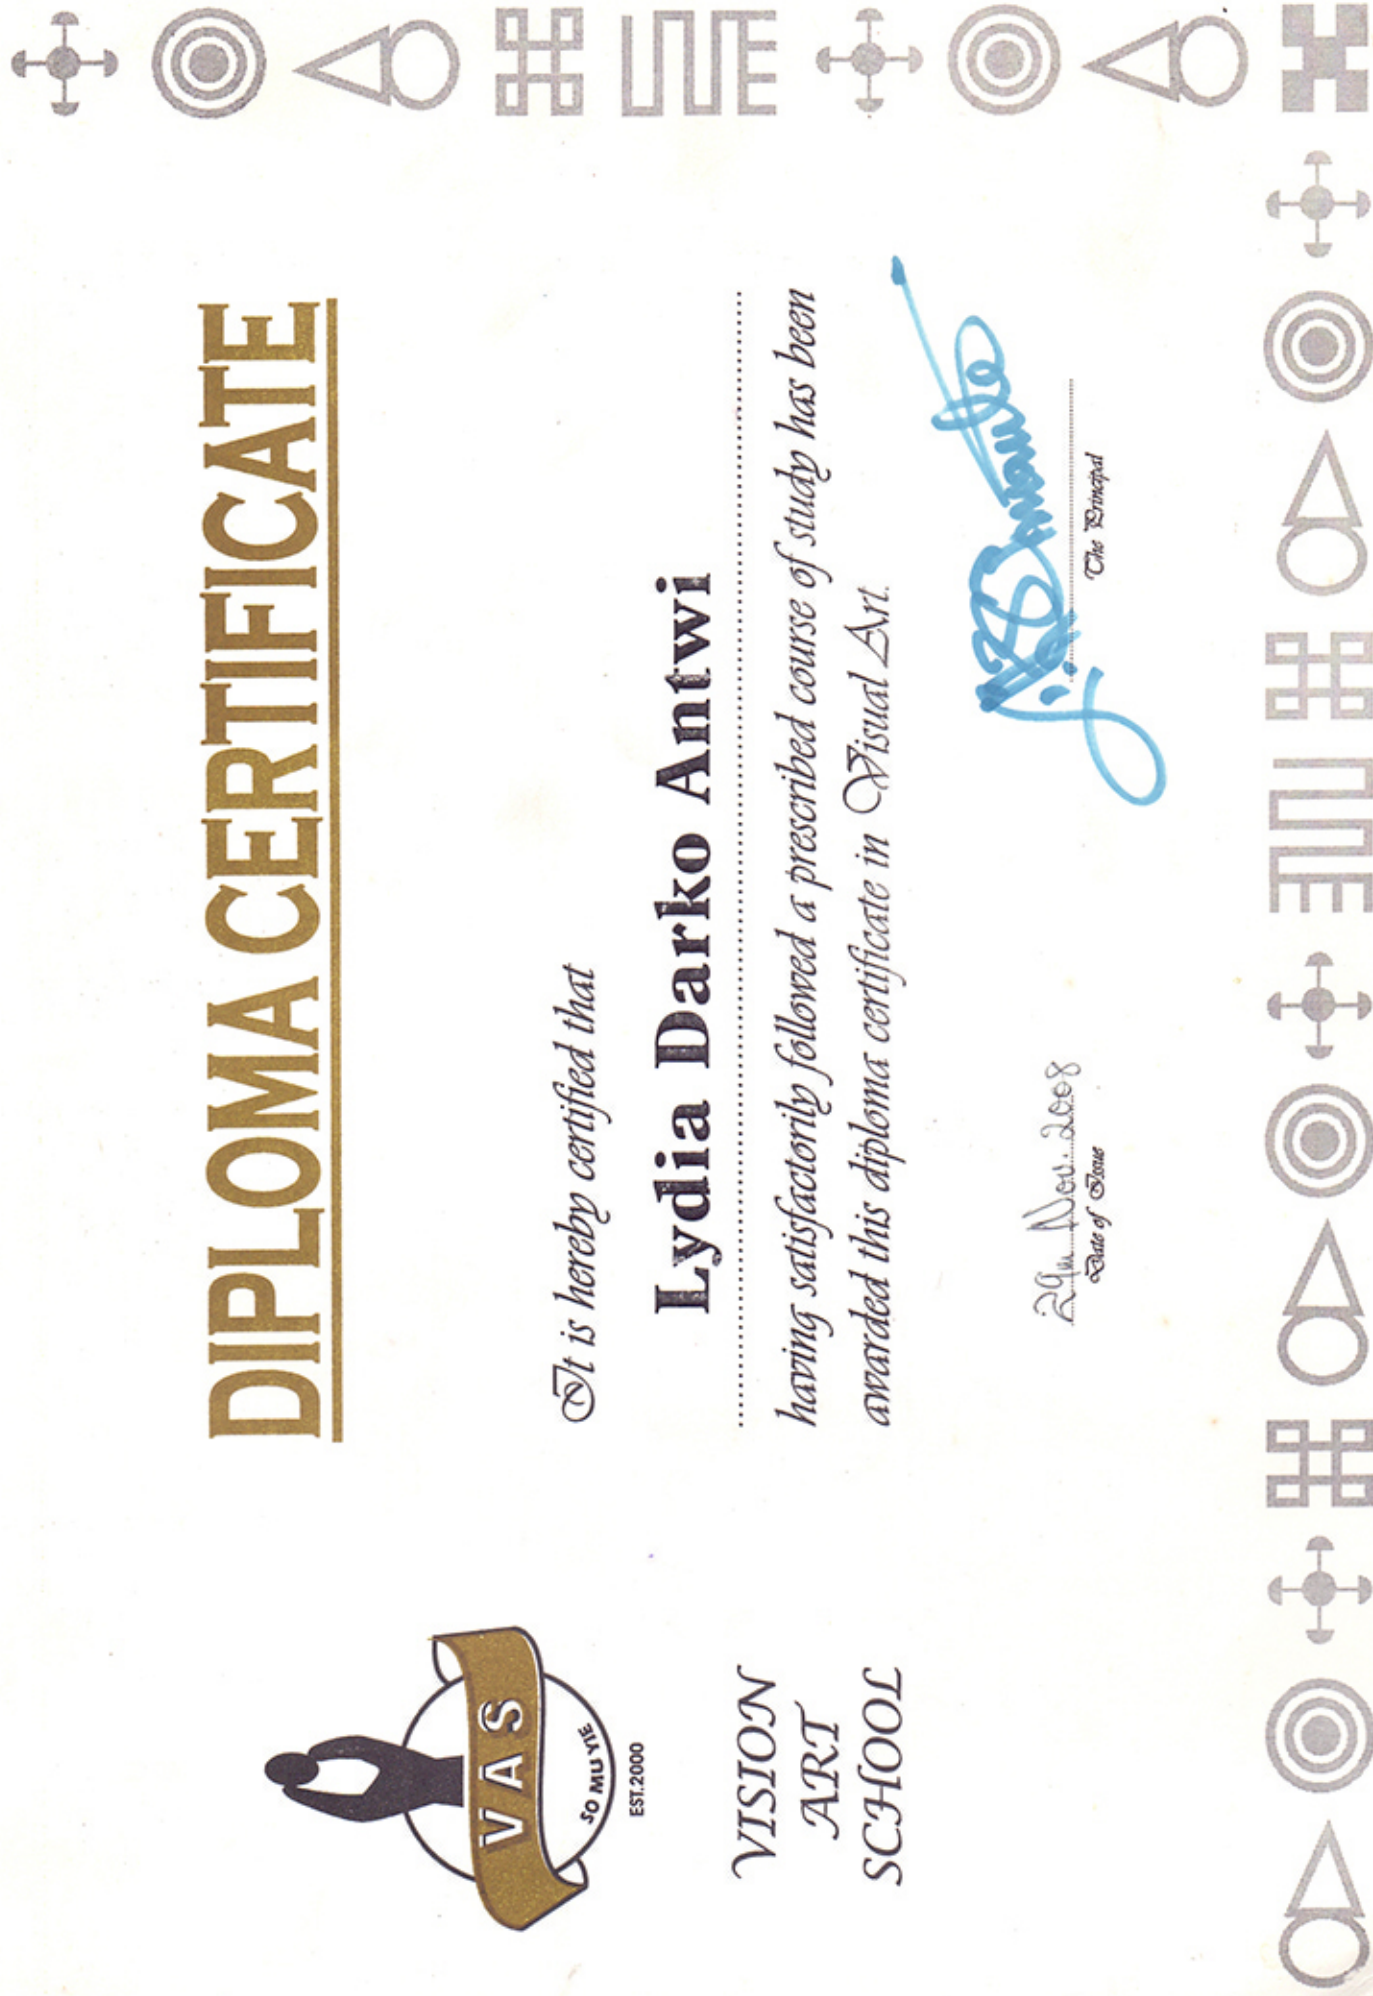 DIPLOMA CERTIFICATE
It is hereby certified that
Lydia Darko Antwi
having satisfactorily followed a prescribed course of study has been
awarded this diploma certificate in Visual Art.
29th Nov. 2008
Date of Issue
The Principal
VAS
SO MU YIE
EST.2000
VISION
ART
SCHOOL